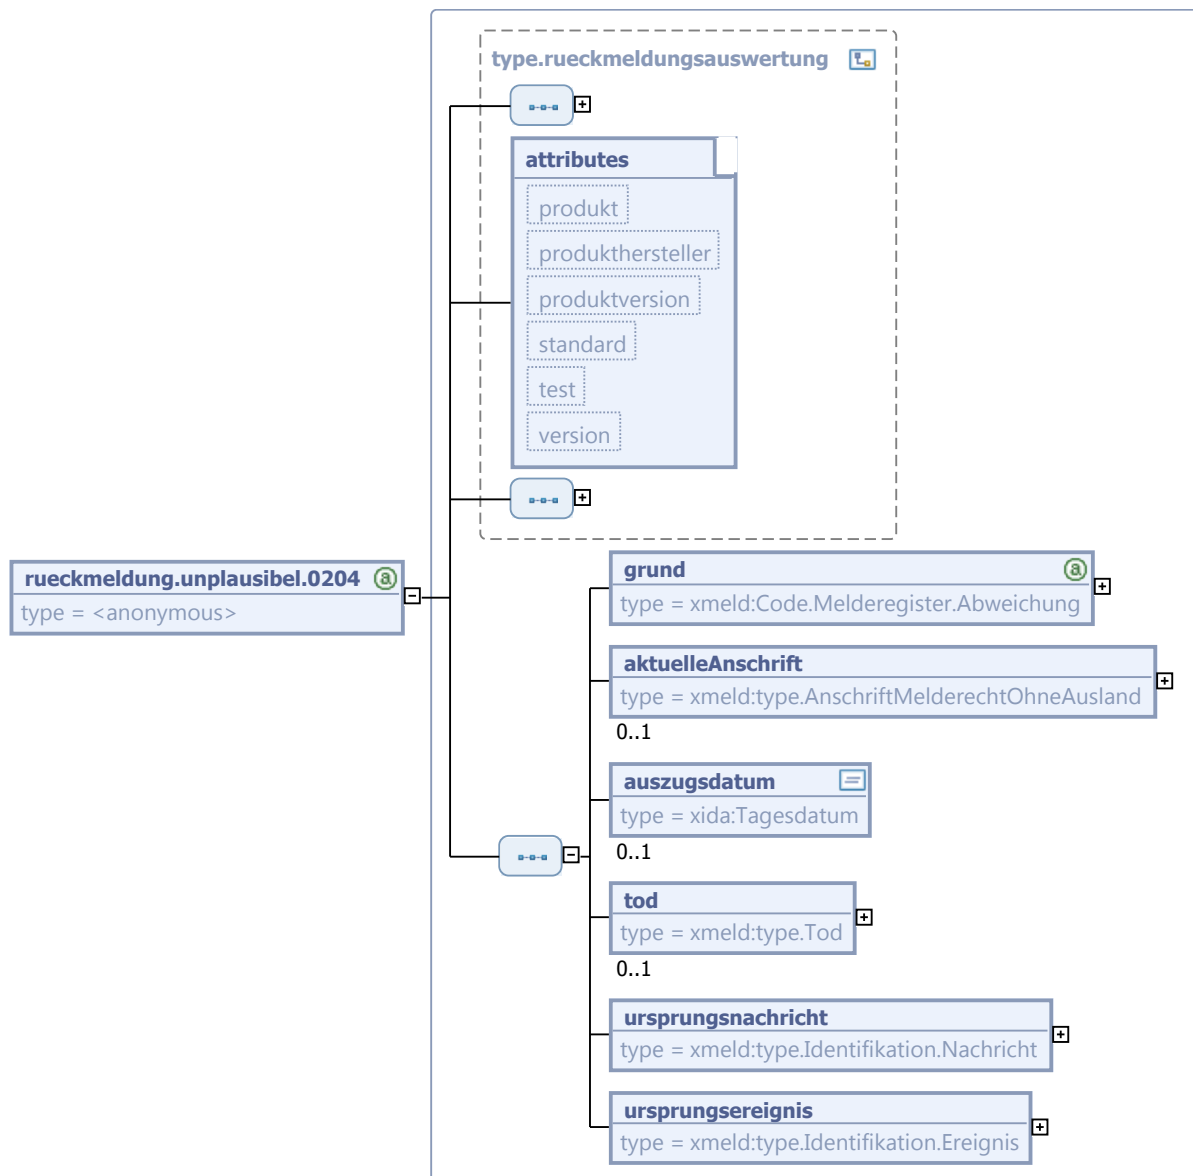 type.rueckmeldungsauswertung
attributes
produkt
produkthersteller
produktversion
standard
test
version
rueckmeldung.unplausibel.0204
type = <anonymous>
grund
type = xmeld:Code.Melderegister.Abweichung
aktuelleAnschrift
type = xmeld:type.AnschriftMelderechtOhneAusland
0..1
auszugsdatum
type = xida:Tagesdatum
0..1
tod
type = xmeld:type.Tod
0..1
ursprungsnachricht
type = xmeld:type.Identifikation.Nachricht
ursprungsereignis
type = xmeld:type.Identifikation.Ereignis